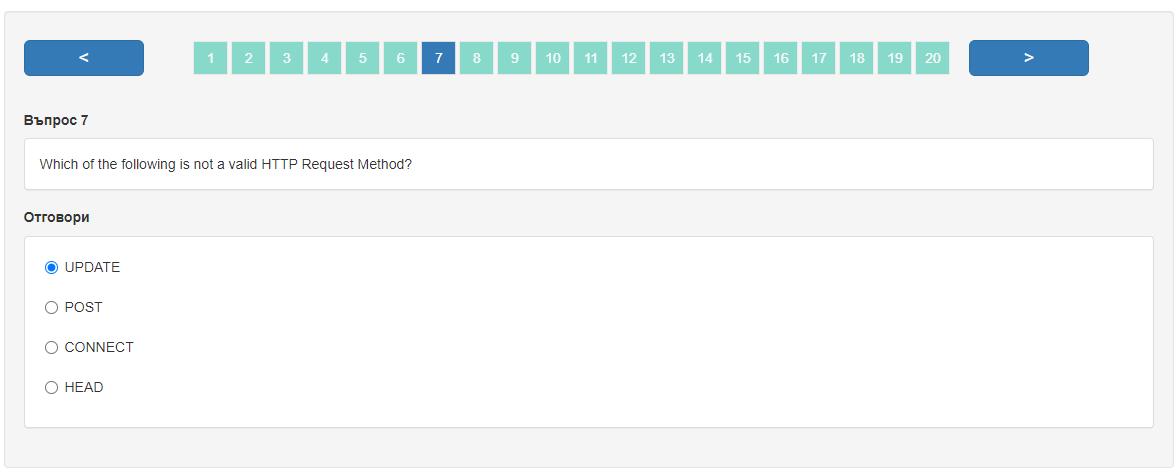 < 1 2 3 4 5 6 7 8 9 10 11 12 13 14 15 16 17 18 19 20 >
Въпрос 7
Which of the following is not a valid HTTP Request Method?
Отговори
UPDATE
POST
CONNECT
HEAD